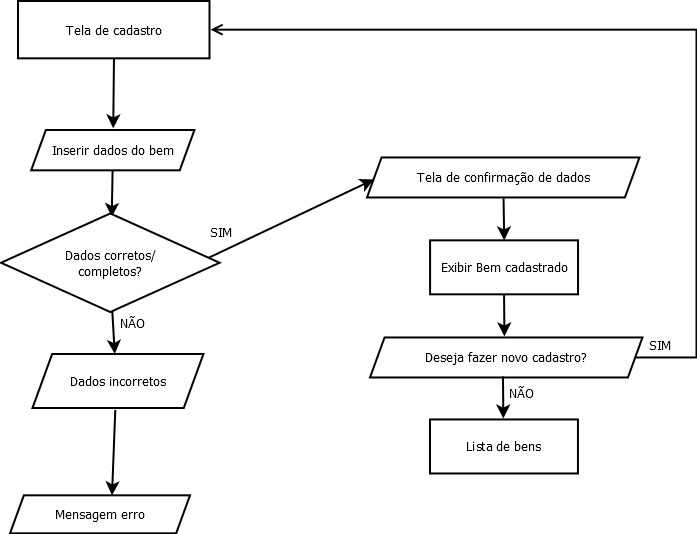 Tela de cadastro
Inserir dados do bem
Dados corretos/
completos?
SIM
NÃO
Dados incorretos
Mensagem erro
Tela de confirmação de dados
Exibir Bem cadastrado
Deseja fazer novo cadastro?
SIM
NÃO
Lista de bens